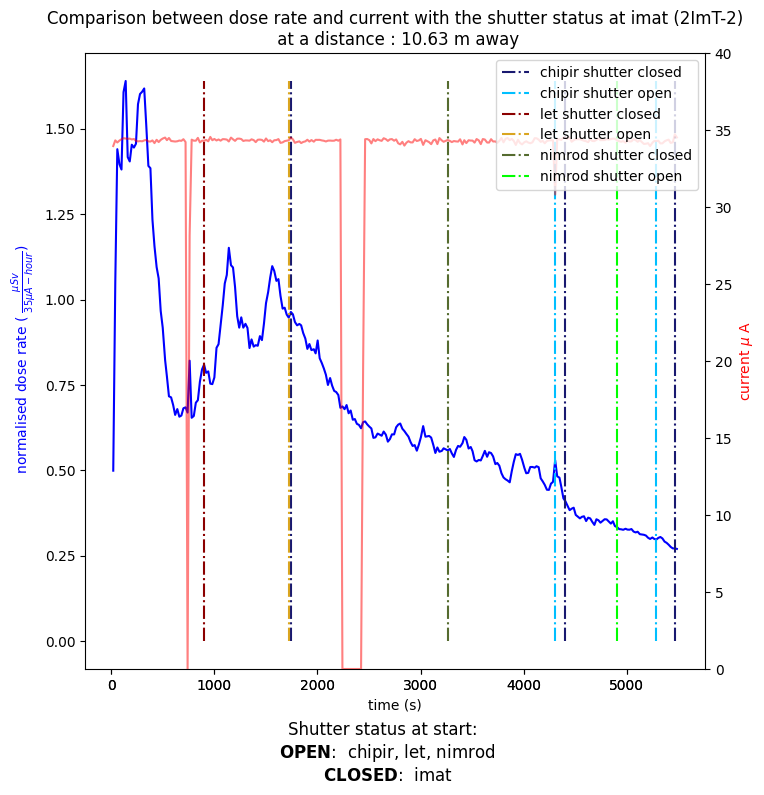 Comparison between dose rate and current with the shutter status at imat (2ImT-2)
at a distance : 10.63 m away
chipir shutter closed
chipir shutter open
let shutter closed
let shutter open
nimrod shutter closed
nimrod shutter open
normalised dose rate ( μSv / 35μA − hour )
1.50
1.25
1.00
0.75
0.50
0.25
0.00
40
35
30
25
20
15
10
5
0
current μ A
0 1000 2000 3000 4000 5000
time (s)
Shutter status at start:
OPEN: chipir, let, nimrod
CLOSED: imat